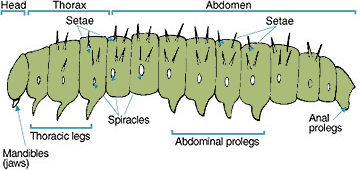 Head
Thorax
Abdomen
Setae
Setae
Spiracles
Thoracic legs
Abdominal prolegs
Anal
prolegs
Mandibles
(jaws)